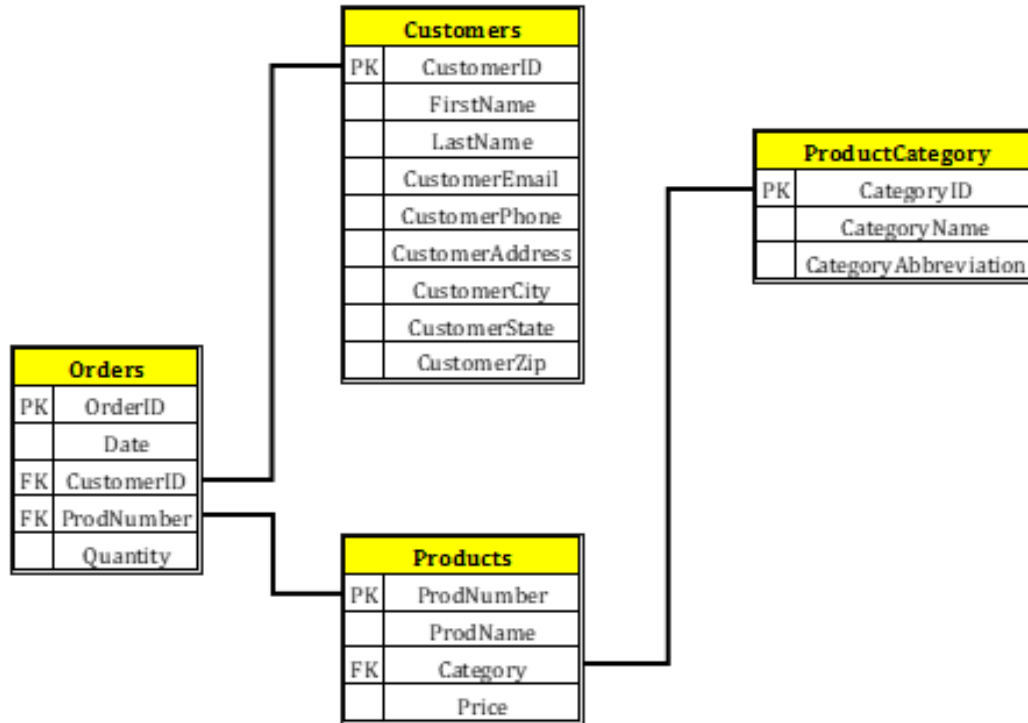 Customers
PK CustomerID
FirstName
LastName
CustomerEmail
CustomerPhone
CustomerAddress
CustomerCity
CustomerState
CustomerZip
ProductCategory
PK CategoryID
CategoryName
CategoryAbbreviation
Orders
PK OrderID
Date
FK CustomerID
FK ProdNumber
Quantity
Products
PK ProdNumber
ProdName
FK Category
Price